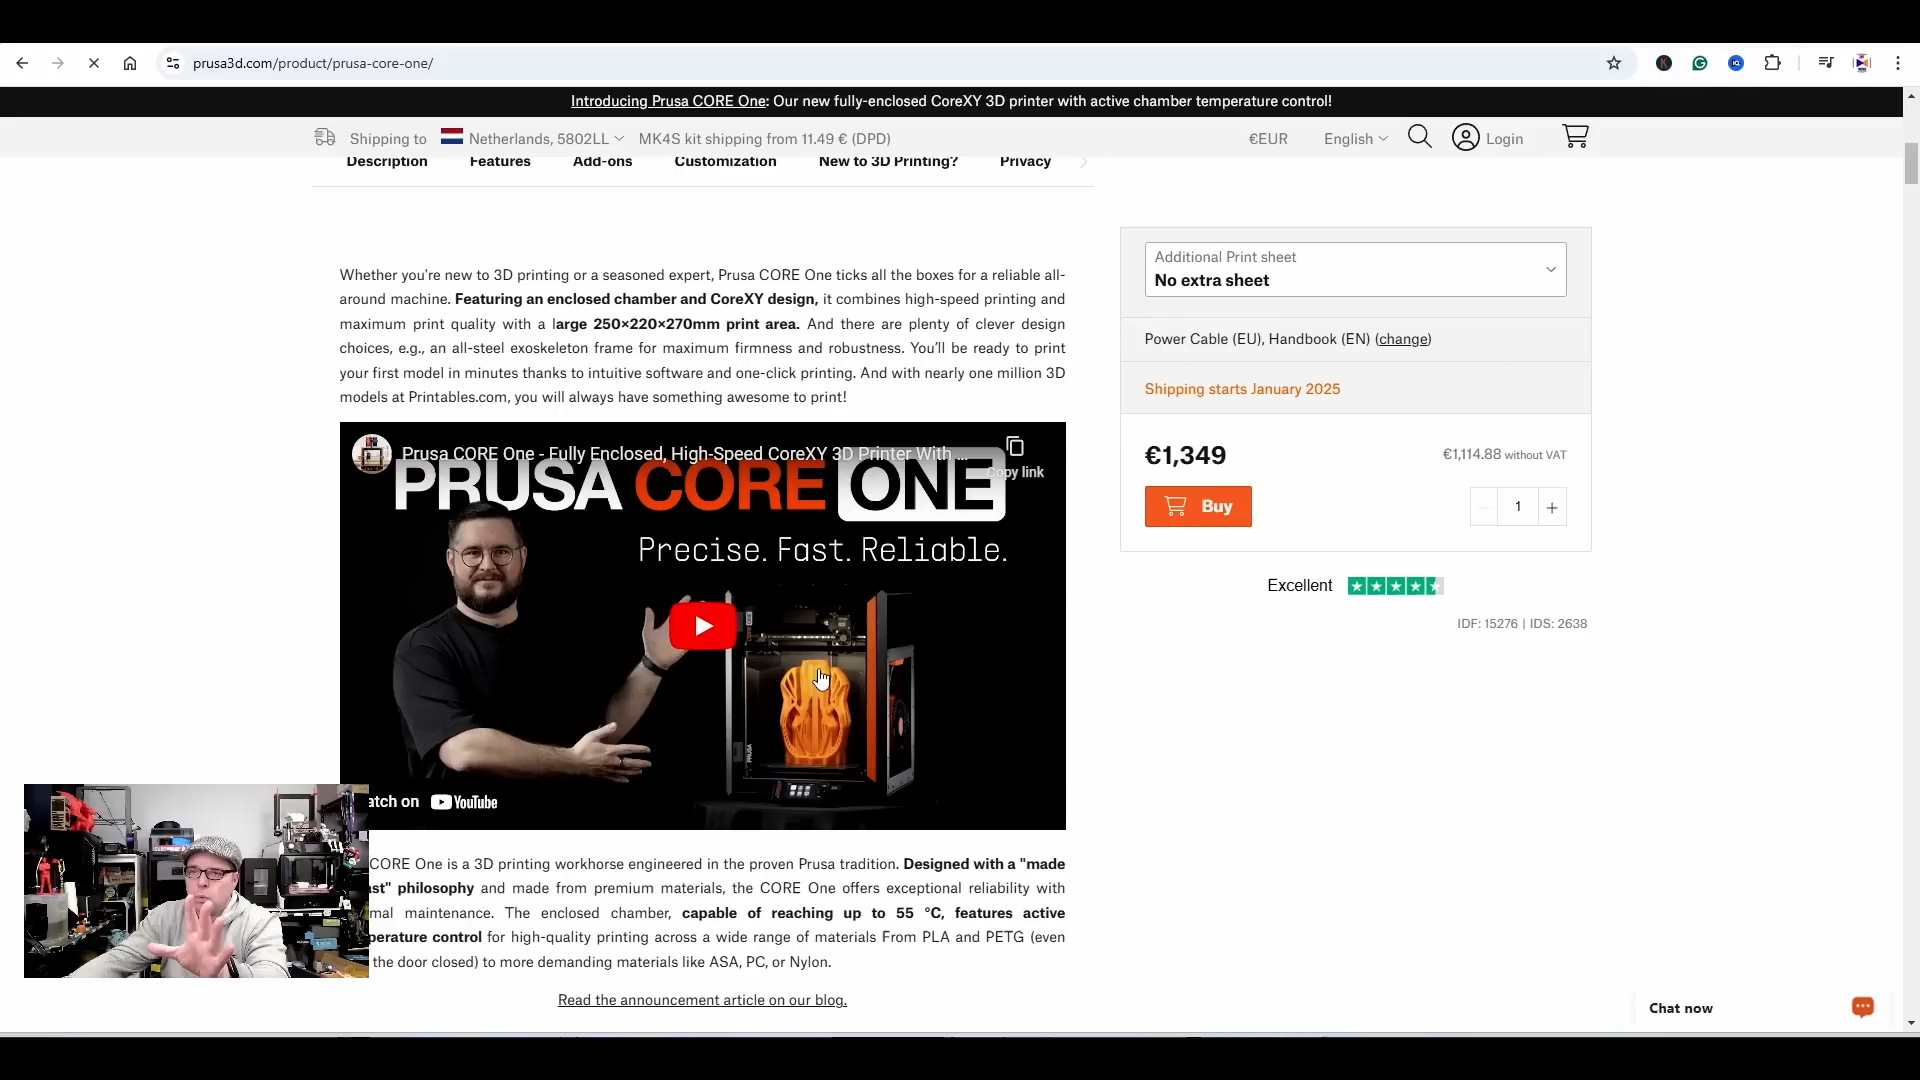 prusa3d.com/product/prusa-core-one/
Introducing Prusa CORE One: Our new fully-enclosed CoreXY 3D printer with active chamber temperature control!
Shipping to Netherlands, 5802LL MK4S kit shipping from 11.49 € (DPD) €EUR English Login
Description Features Add-ons Customization New to 3D Printing? Privacy
Whether you're new to 3D printing or a seasoned expert, Prusa CORE One ticks all the boxes for a reliable all-
around machine. Featuring an enclosed chamber and CoreXY design, it combines high-speed printing and
maximum print quality with a large 250×220×270mm print area. And there are plenty of clever design
choices, e.g., an all-steel exoskeleton frame for maximum firmness and robustness. You'll be ready to print
your first model in minutes thanks to intuitive software and one-click printing. And with nearly one million 3D
models at Printables.com, you will always have something awesome to print!
Prusa CORE One - Fully Enclosed, High-Speed CoreXY 3D Printer With ...
Copy link
PRUSA CORE ONE
Precise. Fast. Reliable.
PRUSA
atch on YouTube
CORE One is a 3D printing workhorse engineered in the proven Prusa tradition. Designed with a "made
ast" philosophy and made from premium materials, the CORE One offers exceptional reliability with
mal maintenance. The enclosed chamber, capable of reaching up to 55 °C, features active
perature control for high-quality printing across a wide range of materials From PLA and PETG (even
the door closed) to more demanding materials like ASA, PC, or Nylon.
Read the announcement article on our blog.
Additional Print sheet
No extra sheet
Power Cable (EU), Handbook (EN) (change)
Shipping starts January 2025
€1,349 €1,114.88 without VAT
Buy 1 +
Excellent
IDF: 15276 | IDS: 2638
Chat now